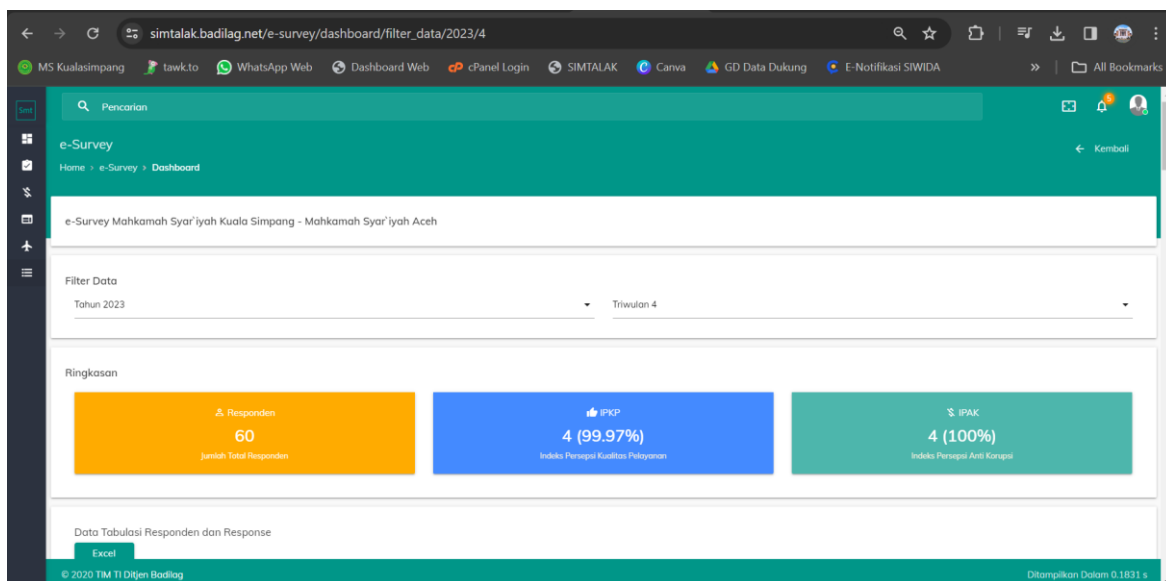 simtalak.badilag.net/e-survey/dashboard/filter_data/2023/4
MS Kualasimpang tawk.to WhatsApp Web Dashboard Web cPanel Login SIMTALAK Canva GD Data Dukung E-Notifikasi SIWIDA » All Bookmarks
Smt Pencarian 5
e-Survey
Kembali
Home > e-Survey > Dashboard
e-Survey Mahkamah Syar`iyah Kuala Simpang - Mahkamah Syar`iyah Aceh
Filter Data
Tahun 2023 Triwulan 4
Ringkasan
Responden IPKP IPAK
60 4 (99.97%) 4 (100%)
Jumlah Total Responden Indeks Persepsi Kualitas Pelayanan Indeks Persepsi Anti Korupsi
Data Tabulasi Responden dan Response
Excel
© 2020 TIM TI Ditjen Badilag Ditampilkan Dalam 0.1831 s